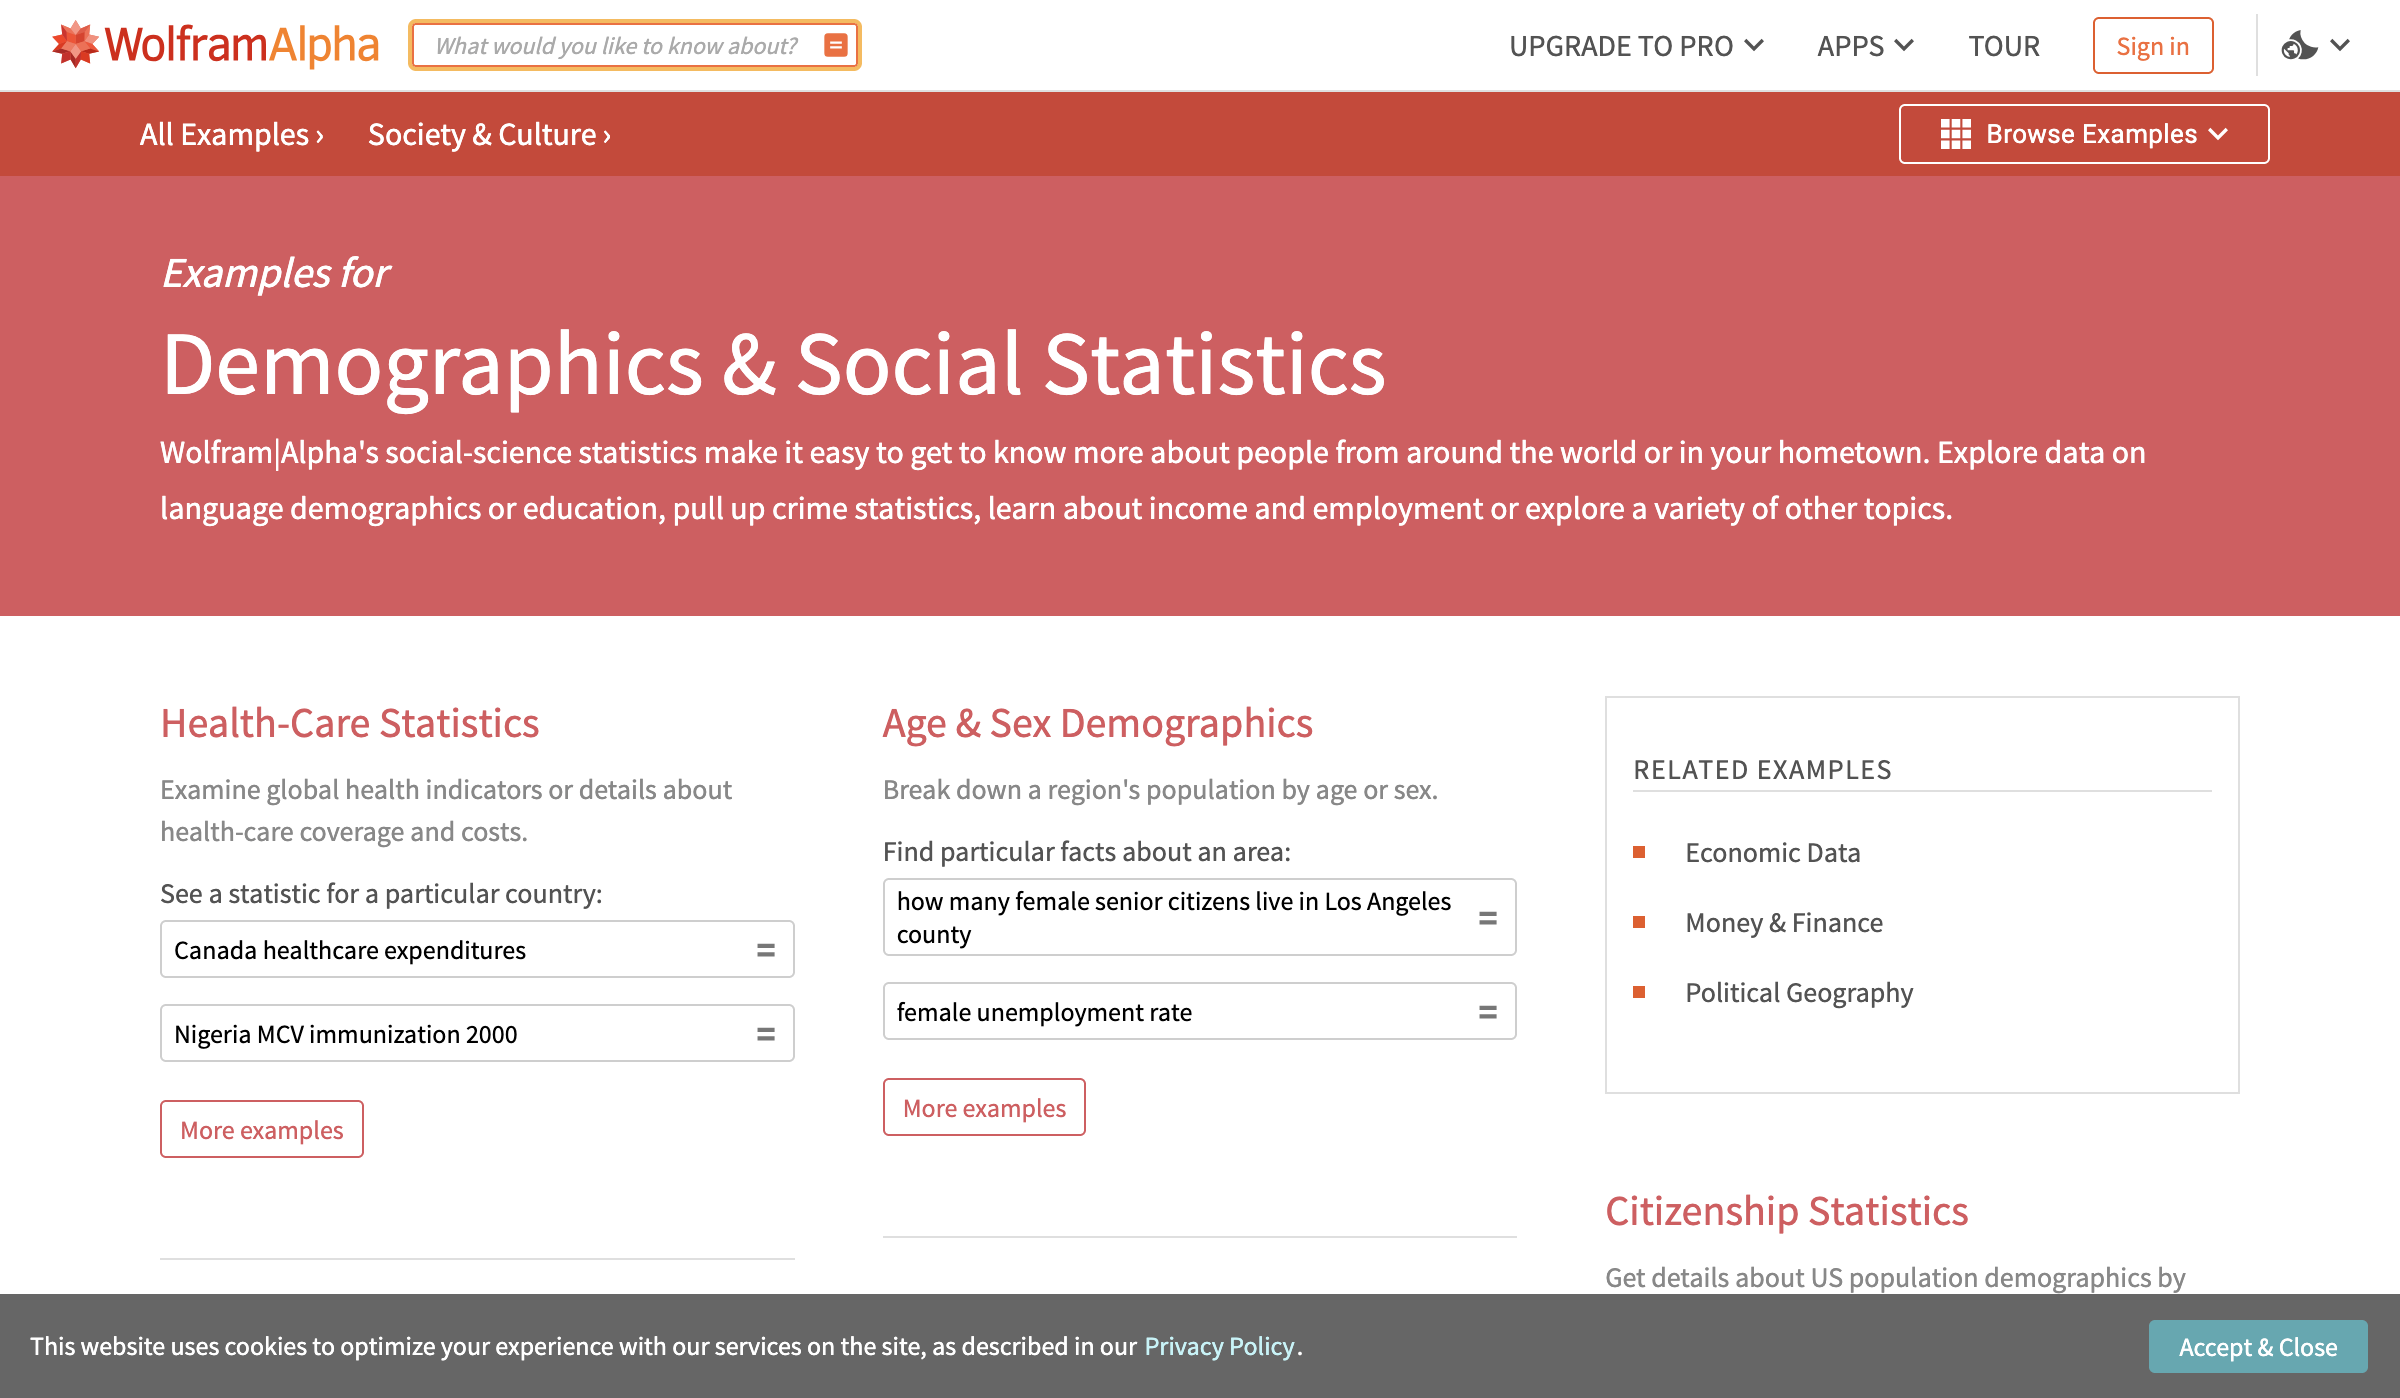 WolframAlpha
What would you like to know about?
UPGRADE TO PRO
APPS
TOUR
Sign in
All Examples ›
Society & Culture ›
Browse Examples
Examples for
Demographics & Social Statistics
Wolfram|Alpha's social-science statistics make it easy to get to know more about people from around the world or in your hometown. Explore data on
language demographics or education, pull up crime statistics, learn about income and employment or explore a variety of other topics.
Health-Care Statistics
Examine global health indicators or details about
health-care coverage and costs.
See a statistic for a particular country:
Canada healthcare expenditures
Nigeria MCV immunization 2000
More examples
Age & Sex Demographics
Break down a region's population by age or sex.
Find particular facts about an area:
how many female senior citizens live in Los Angeles
county
female unemployment rate
More examples
RELATED EXAMPLES
Economic Data
Money & Finance
Political Geography
Citizenship Statistics
Get details about US population demographics by
This website uses cookies to optimize your experience with our services on the site, as described in our Privacy Policy.
Accept & Close